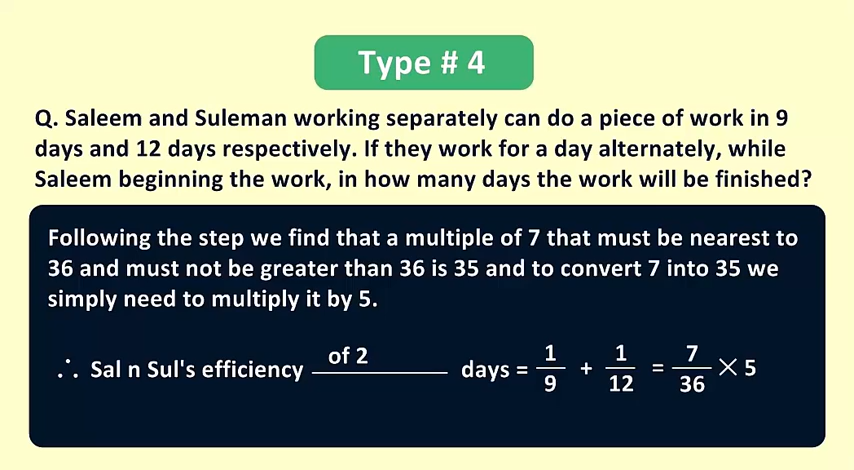 Type # 4
Q. Saleem and Suleman working separately can do a piece of work in 9
days and 12 days respectively. If they work for a day alternately, while
Saleem beginning the work, in how many days the work will be finished?
Following the step we find that a multiple of 7 that must be nearest to
36 and must not be greater than 36 is 35 and to convert 7 into 35 we
simply need to multiply it by 5.
∴ Sal n Sul's efficiency of 2 days = 1/9 + 1/12 = 7/36 × 5